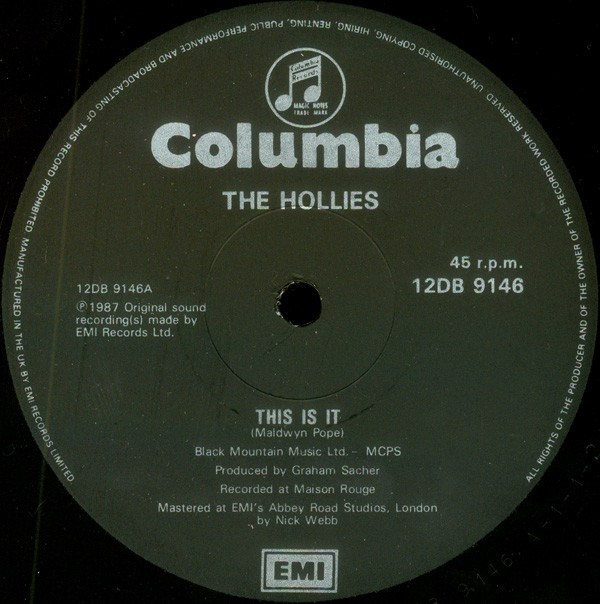 Columbia
Records
MAGIC NOTES
TRADE MARK
Columbia
THE HOLLIES
45 r.p.m.
12DB 9146
12DB 9146A
℗1987 Original sound
recording(s) made by
EMI Records Ltd.
THIS IS IT
(Maldwyn Pope)
Black Mountain Music Ltd.- MCPS
Produced by Graham Sacher
Recorded at Maison Rouge
Mastered at EMI's Abbey Road Studios, London
by Nick Webb
EMI
ALL RIGHTS OF THE PRODUCER AND OF THE OWNER OF THE RECORDED WORK RESERVED. UNAUTHORISED COPYING, HIRING, RENTING, PUBLIC PERFORMANCE AND BROADCASTING OF THIS RECORD PROHIBITED. MANUFACTURED IN THE UK BY EMI RECORDS LIMITED